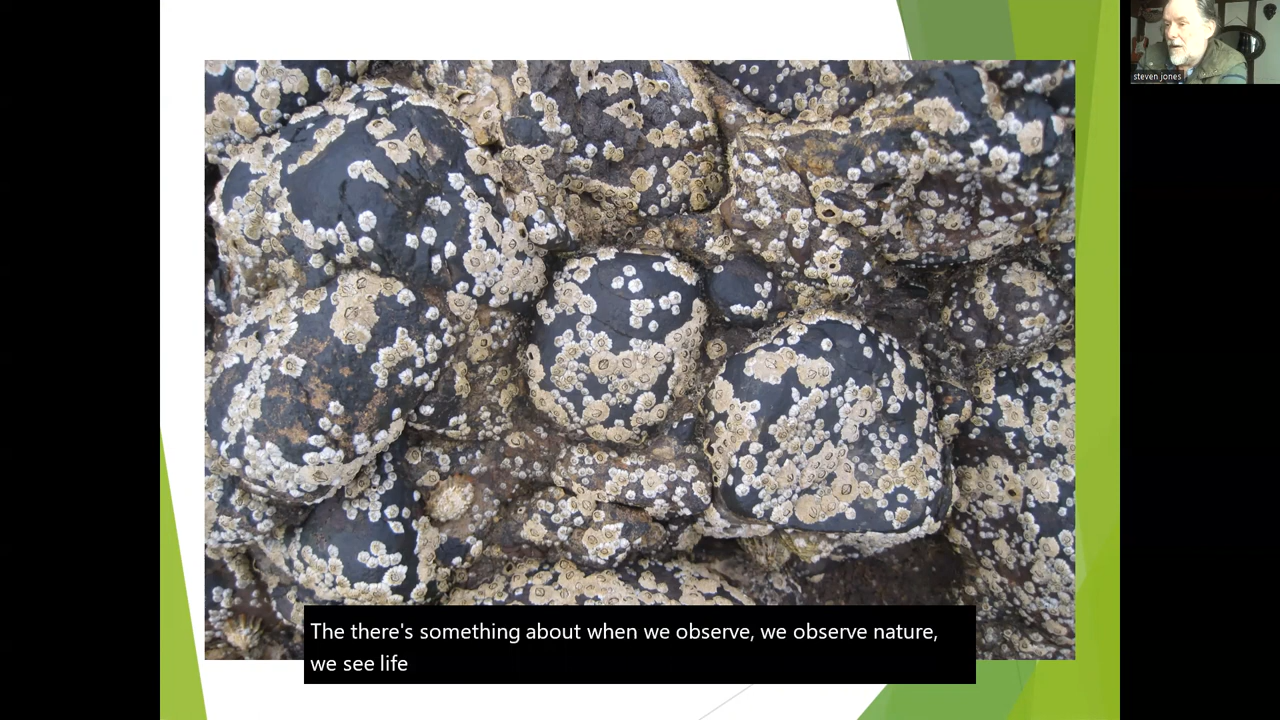 steven jones
The there's something about when we observe, we observe nature,
we see life